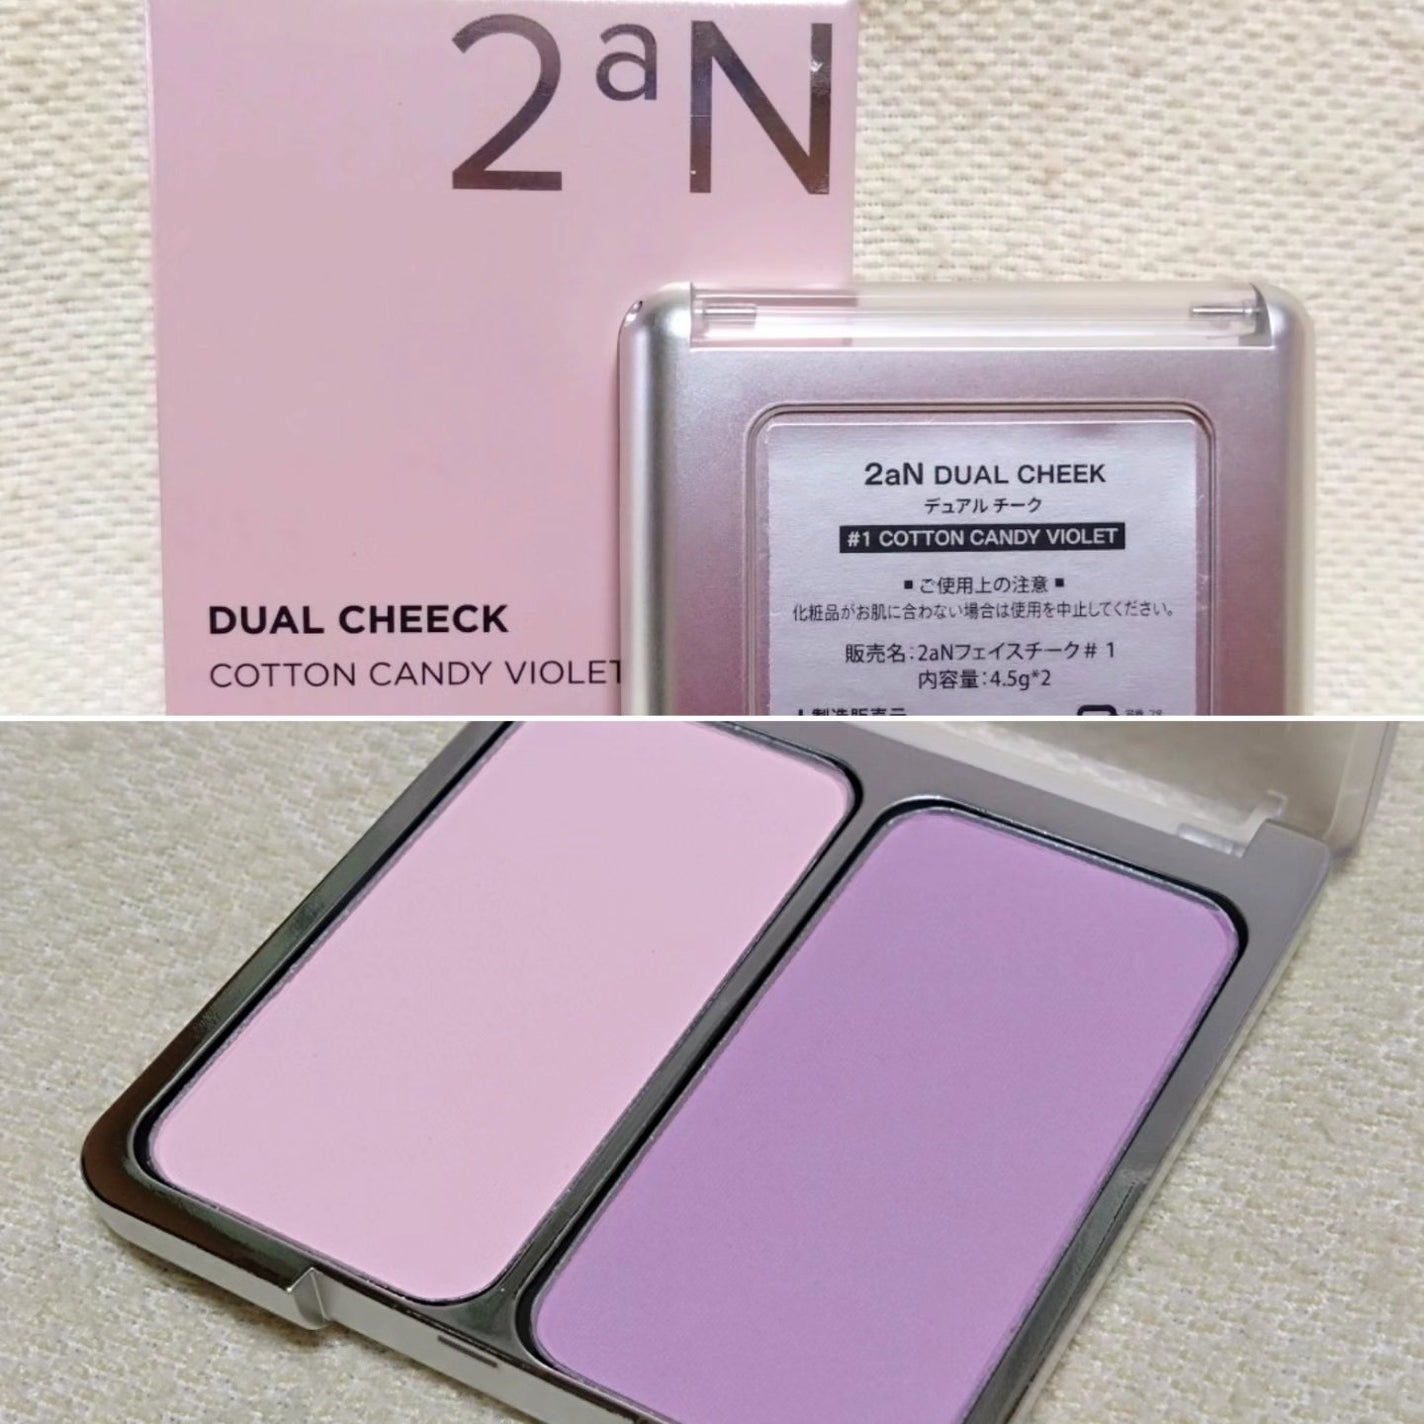 2aN
DUAL CHEECK
COTTON CANDY VIOLET
2aN DUAL CHEEK
デュアル チーク
#1 COTTON CANDY VIOLET
▪ ご使用上の注意 ▪
化粧品がお肌に合わない場合は使用を中止してください。
販売名:2aNフェイスチーク# 1
内容量:4.5g*2